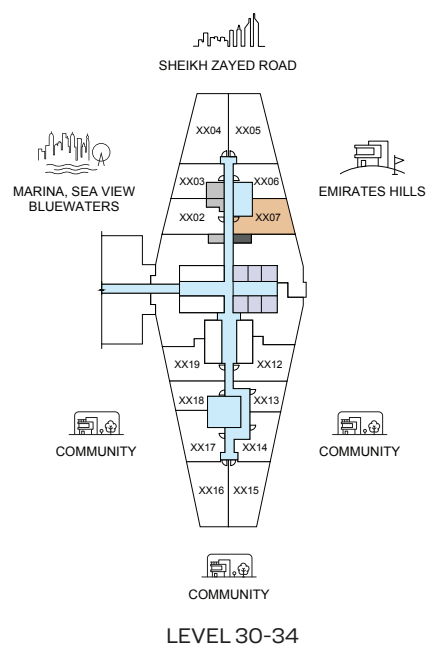 SHEIKH ZAYED ROAD
XX04
XX05
MARINA, SEA VIEW
BLUEWATERS
EMIRATES HILLS
XX03
XX06
XX02
XX07
XX19
XX12
XX18
XX13
COMMUNITY
COMMUNITY
XX17
XX14
XX16
XX15
COMMUNITY
LEVEL 30-34